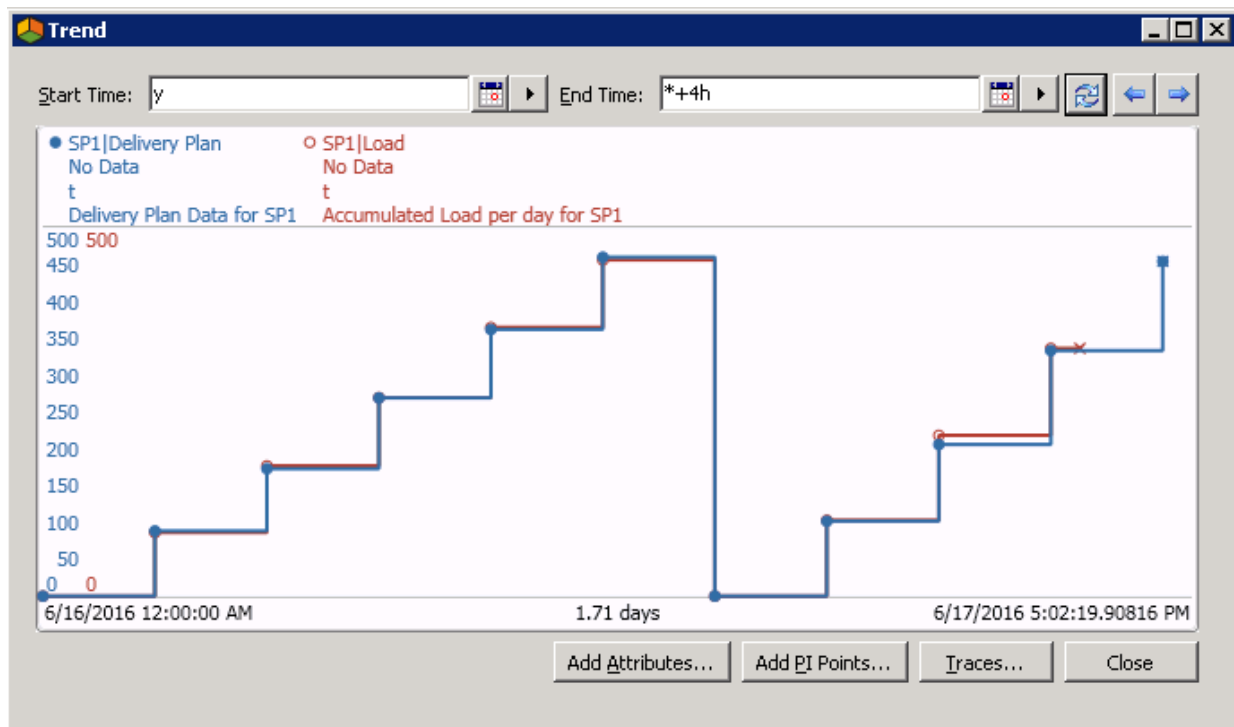 Trend
Start Time: y End Time: *+4h
SP1|Delivery Plan SP1|Load
No Data No Data
t t
Delivery Plan Data for SP1 Accumulated Load per day for SP1
500 500
450
400
350
300
250
200
150
100
50
0 0
6/16/2016 12:00:00 AM 1.71 days 6/17/2016 5:02:19.90816 PM
Add Attributes... Add PI Points... Traces... Close